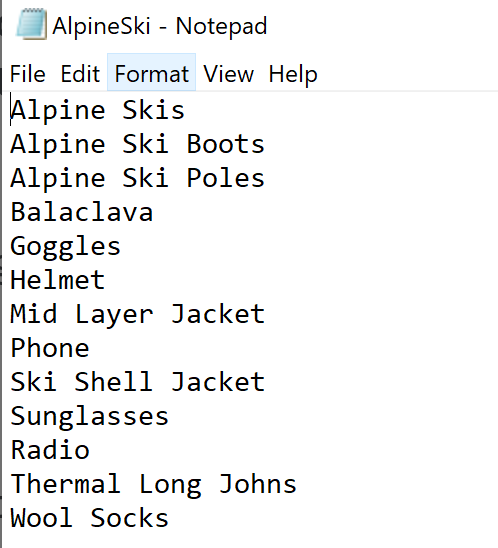 AlpineSki - Notepad
File Edit Format View Help
Alpine Skis
Alpine Ski Boots
Alpine Ski Poles
Balaclava
Goggles
Helmet
Mid Layer Jacket
Phone
Ski Shell Jacket
Sunglasses
Radio
Thermal Long Johns
Wool Socks